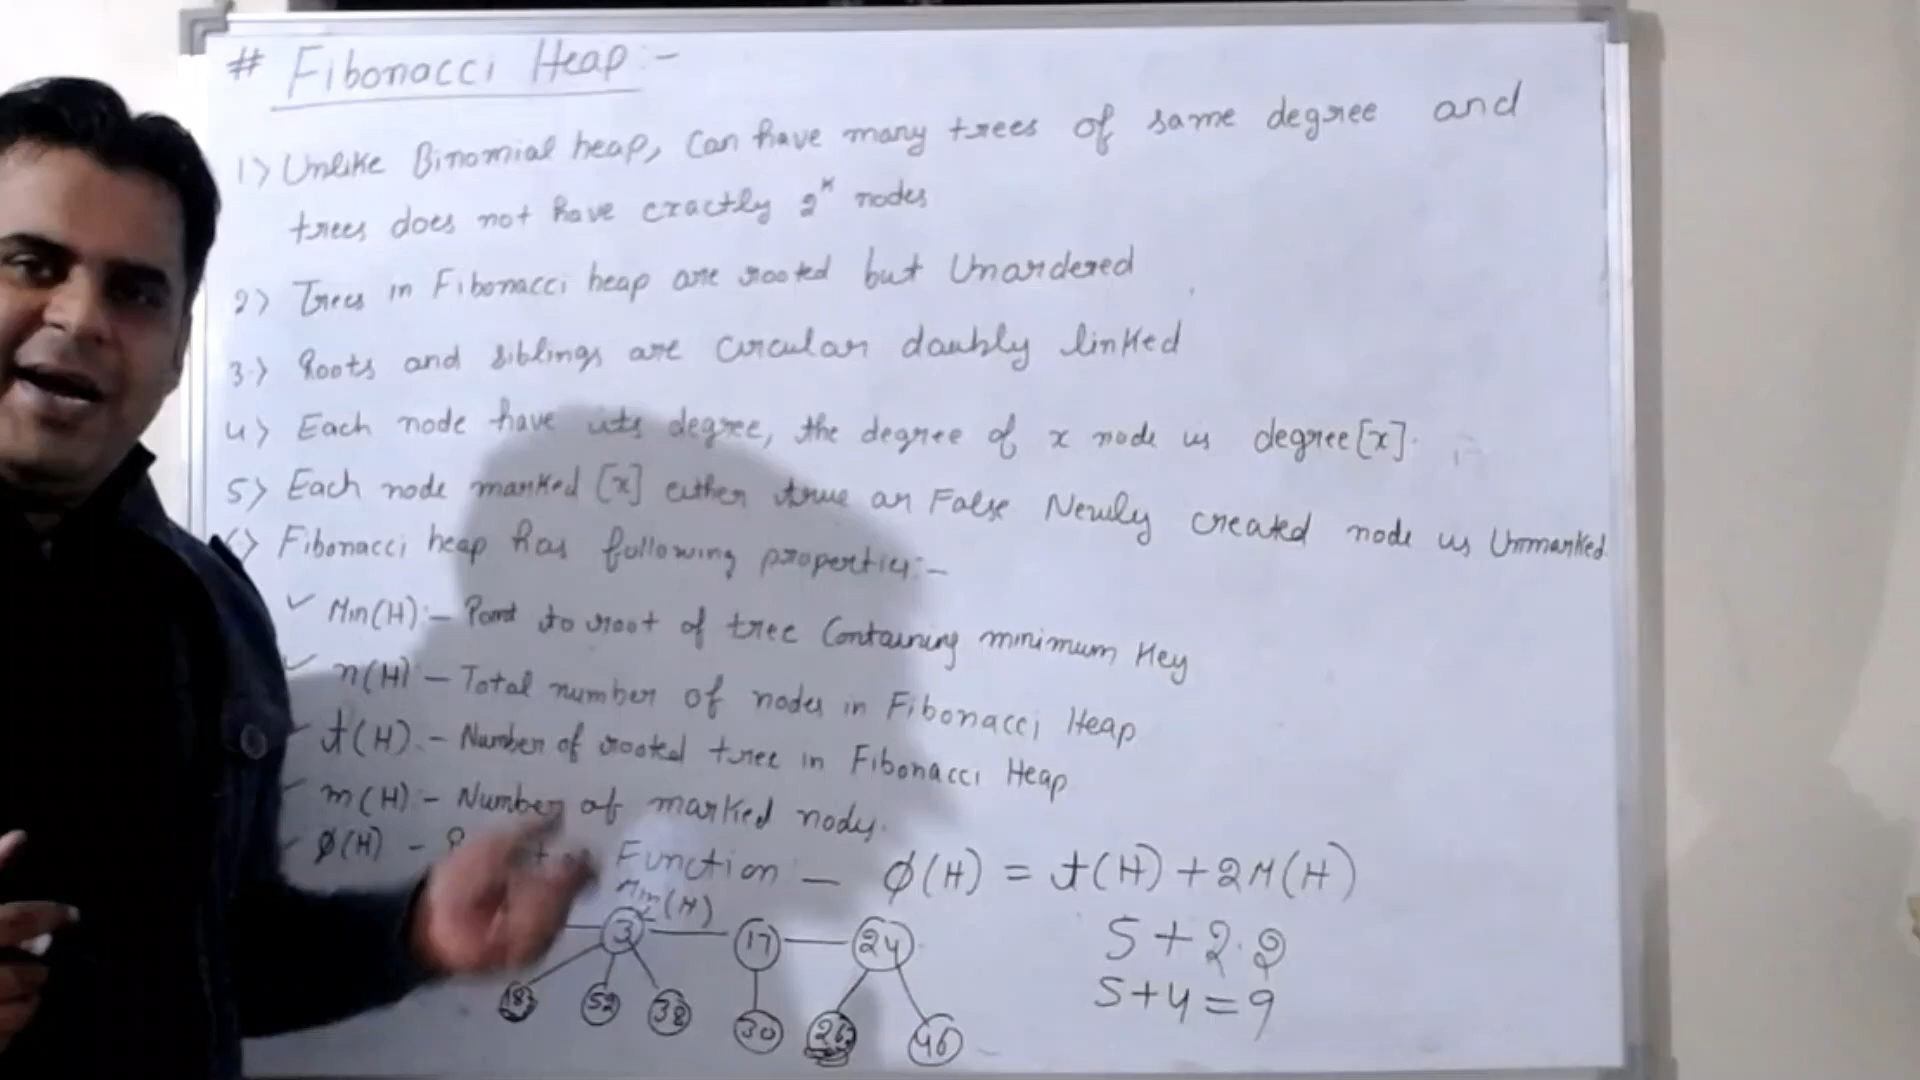 # Fibonacci Heap:-
1) Unlike Binomial heap, Can have many trees of same degree and
trees does not have exactly 2^k nodes
2) Trees in Fibonacci heap are rooted but Unordered
3.) Roots and siblings are circular doubly linked
4) Each node have its degree, the degree of x node is degree[x].
5) Each node marked [x] either true or False Newly created node is Unmarked.
) Fibonacci heap has following properties:-
✓ Min(H):- Point to root of tree Containing minimum Key
✓ n(H) - Total number of nodes in Fibonacci Heap
✓ t(H):- Number of rooted tree in Fibonacci Heap
✓ m(H):- Number of marked nodes.
✓ φ(H) - Function - φ(H) = t(H) + 2M(H)
Min(H)
3 17 24
5 + 2.2
18 52 38 30 26 46
5+4=9